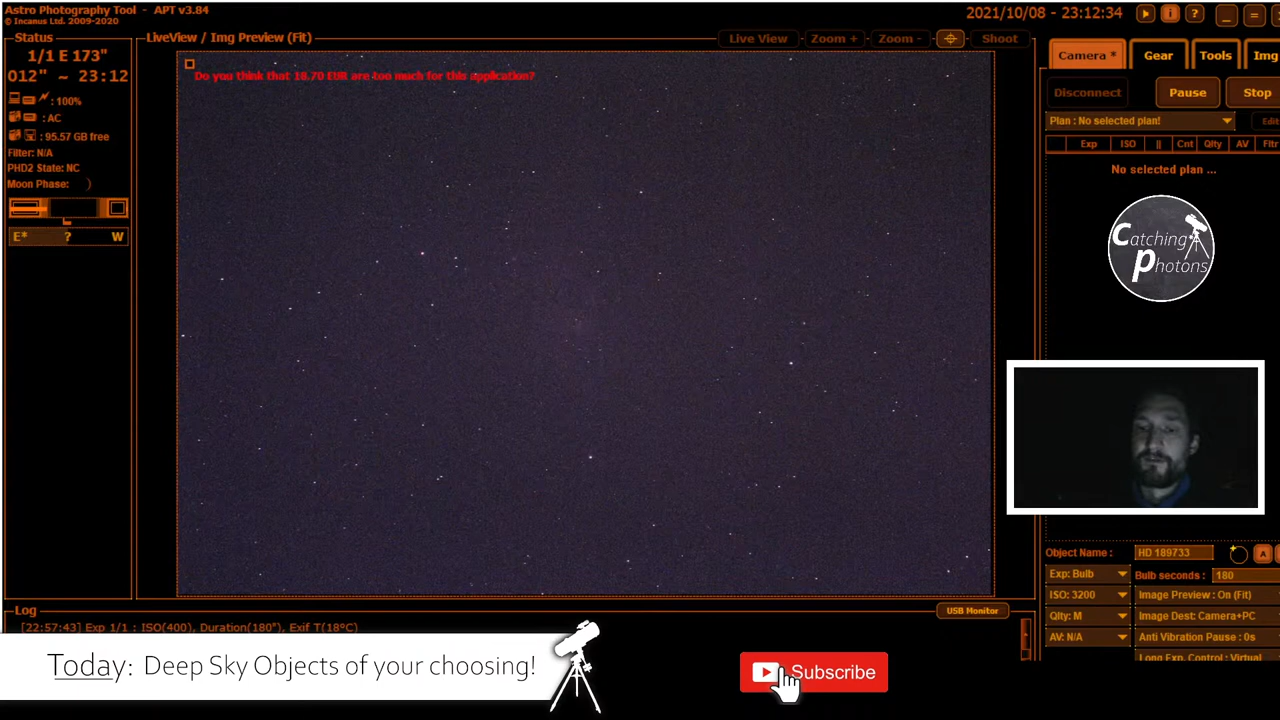 Astro Photography Tool - APT v3.84
© Incanus Ltd. 2009-2020
2021/10/08 - 23:12:34
Status
1/1 E 173"
012" ~ 23:12
: 100%
: AC
: 95.57 GB free
Filter: N/A
PHD2 State: NC
Moon Phase: )
E* ? W
LiveView / Img Preview (Fit)
Live View
Zoom +
Zoom -
Shoot
Do you think that 18.70 EUR are too much for this application?
Camera *
Gear
Tools
Img
Disconnect
Pause
Stop
Plan : No selected plan!
Edit
Exp ISO || Cnt Qlty AV Fltr
No selected plan ...
Catching
Photons
Object Name : HD 189733
A
Exp: Bulb
Bulb seconds : 180
ISO: 3200
Image Preview : On (Fit)
Qlty: M
Image Dest: Camera+PC
AV: N/A
Anti Vibration Pause : 0s
Long Exp. Control : Virtual
Log
USB Monitor
[22:57:43] Exp 1/1 : ISO(400), Duration(180"), Exif T(18°C)
Today: Deep Sky Objects of your choosing!
Subscribe